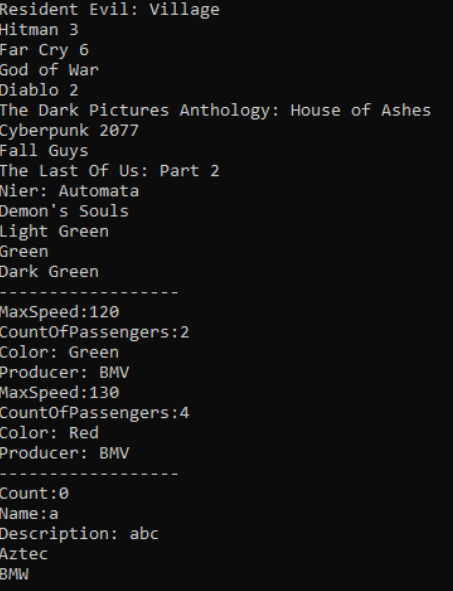 Resident Evil: Village
Hitman 3
Far Cry 6
God of War
Diablo 2
The Dark Pictures Anthology: House of Ashes
Cyberpunk 2077
Fall Guys
The Last Of Us: Part 2
Nier: Automata
Demon's Souls
Light Green
Green
Dark Green
------------------
MaxSpeed:120
CountOfPassengers:2
Color: Green
Producer: BMV
MaxSpeed:130
CountOfPassengers:4
Color: Red
Producer: BMV
------------------
Count:0
Name:a
Description: abc
Aztec
BMW